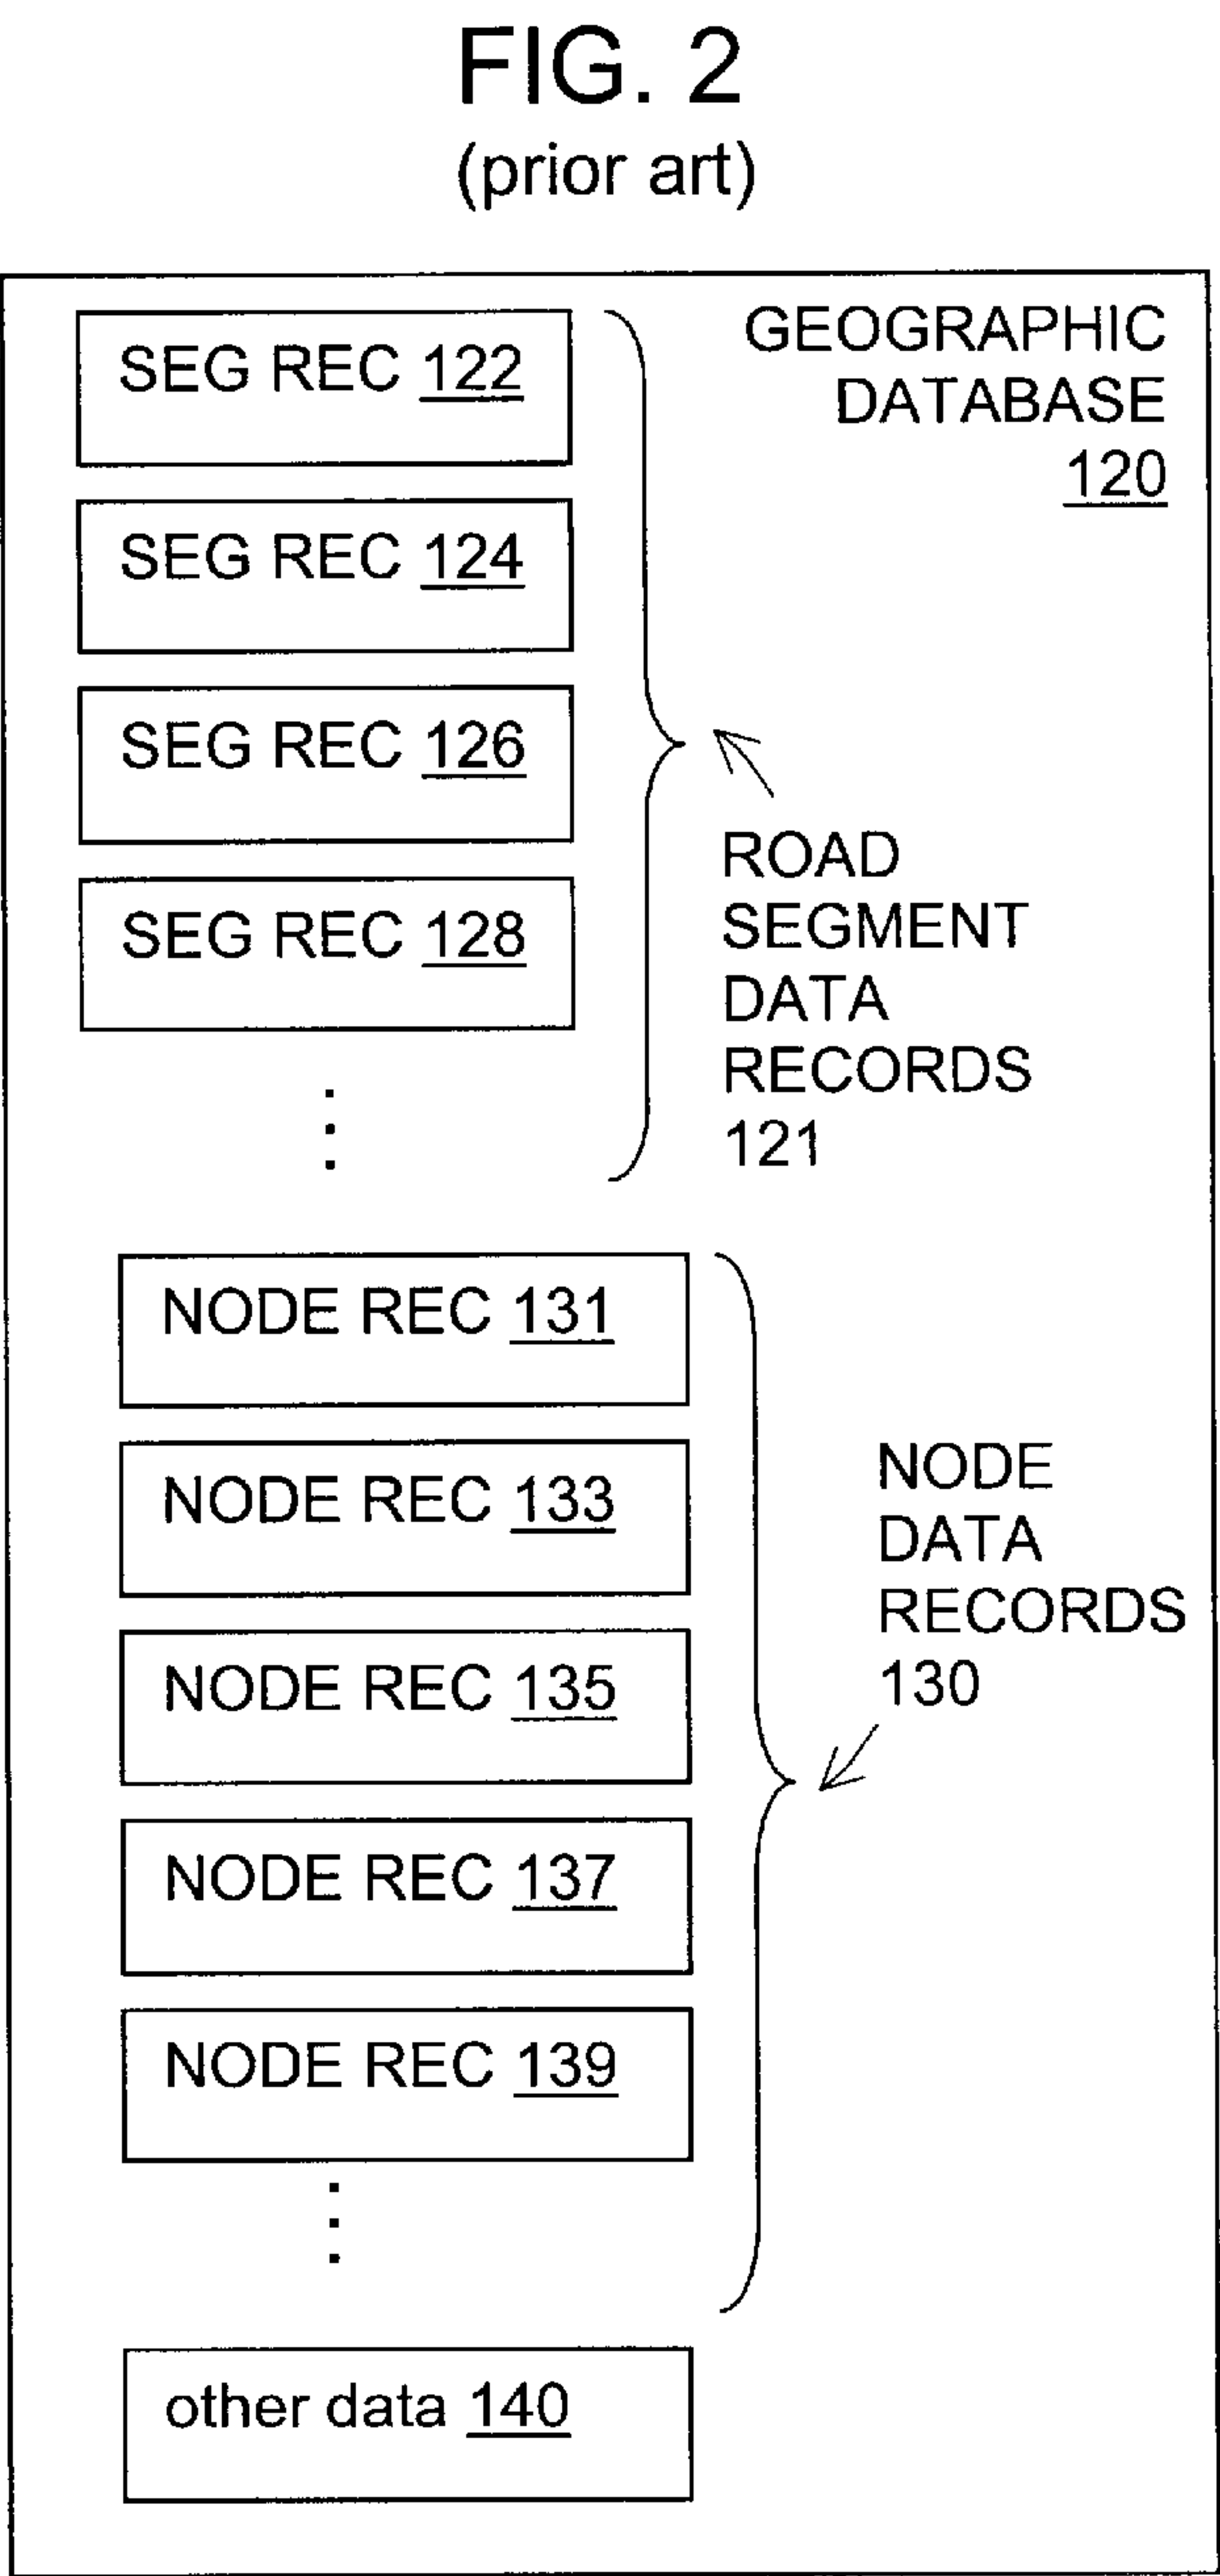 FIG. 2
(prior art)
GEOGRAPHIC
DATABASE
120
SEG REC 122
SEG REC 124
SEG REC 126
SEG REC 128
ROAD
SEGMENT
DATA
RECORDS
121
NODE REC 131
NODE REC 133
NODE REC 135
NODE REC 137
NODE REC 139
NODE
DATA
RECORDS
130
other data 140